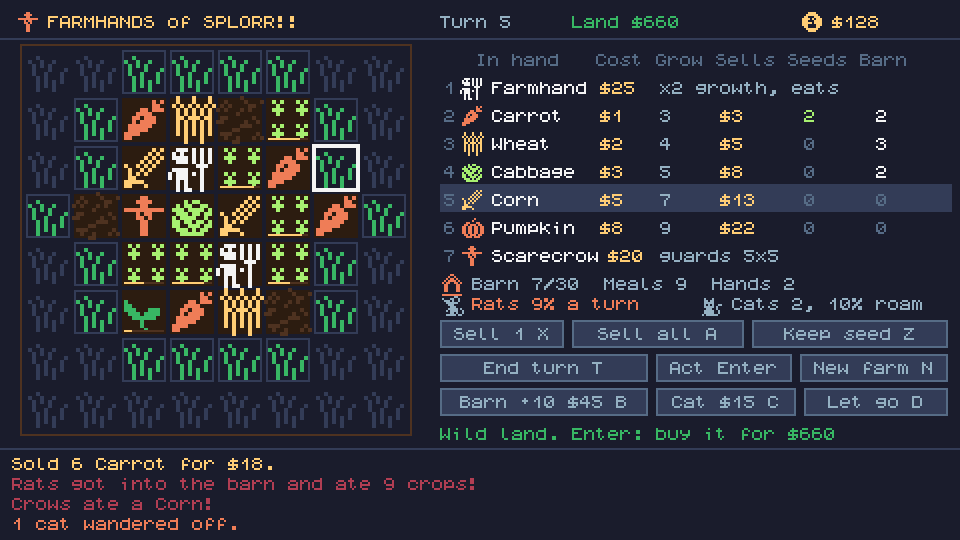 FARMHANDS of SPLORR!! Turn 5 Land $660 $128
In hand Cost Grow Sells Seeds Barn
1 Farmhand $25 x2 growth, eats
2 Carrot $1 3 $3 2 2
3 Wheat $2 4 $5 0 3
4 Cabbage $3 5 $8 0 2
5 Corn $5 7 $13 0 0
6 Pumpkin $8 9 $22 0 0
7 Scarecrow $20 guards 5x5
Barn 7/30 Meals 9 Hands 2
Rats 9% a turn Cats 2, 10% roam
Sell 1 X Sell all A Keep seed Z
End turn T Act Enter New farm N
Barn +10 $45 B Cat $15 C Let go D
Wild land. Enter: buy it for $660
Sold 6 Carrot for $18.
Rats got into the barn and ate 9 crops!
Crows ate a Corn!
1 cat wandered off.